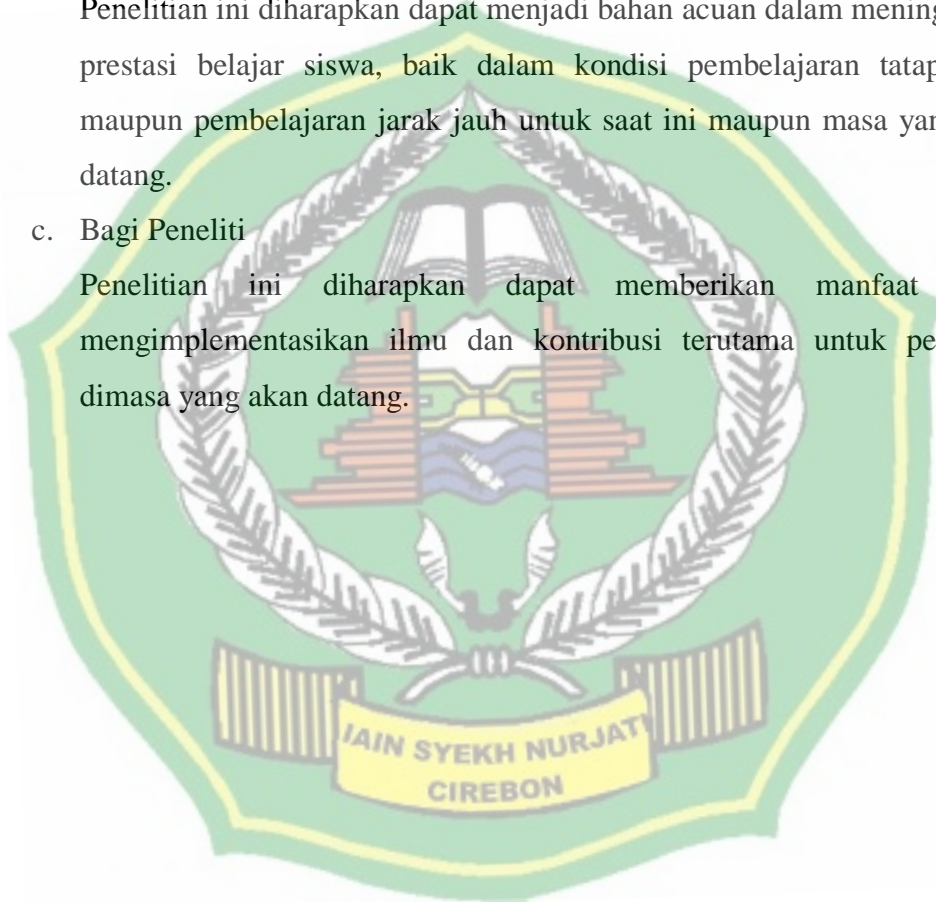 Penelitian ini diharapkan dapat menjadi bahan acuan dalam mening
prestasi belajar siswa, baik dalam kondisi pembelajaran tatap
maupun pembelajaran jarak jauh untuk saat ini maupun masa yan
datang.
c. Bagi Peneliti
Penelitian ini diharapkan dapat memberikan manfaat
mengimplementasikan ilmu dan kontribusi terutama untuk pe
dimasa yang akan datang.
IAIN SYEKH NURJATI
CIREBON